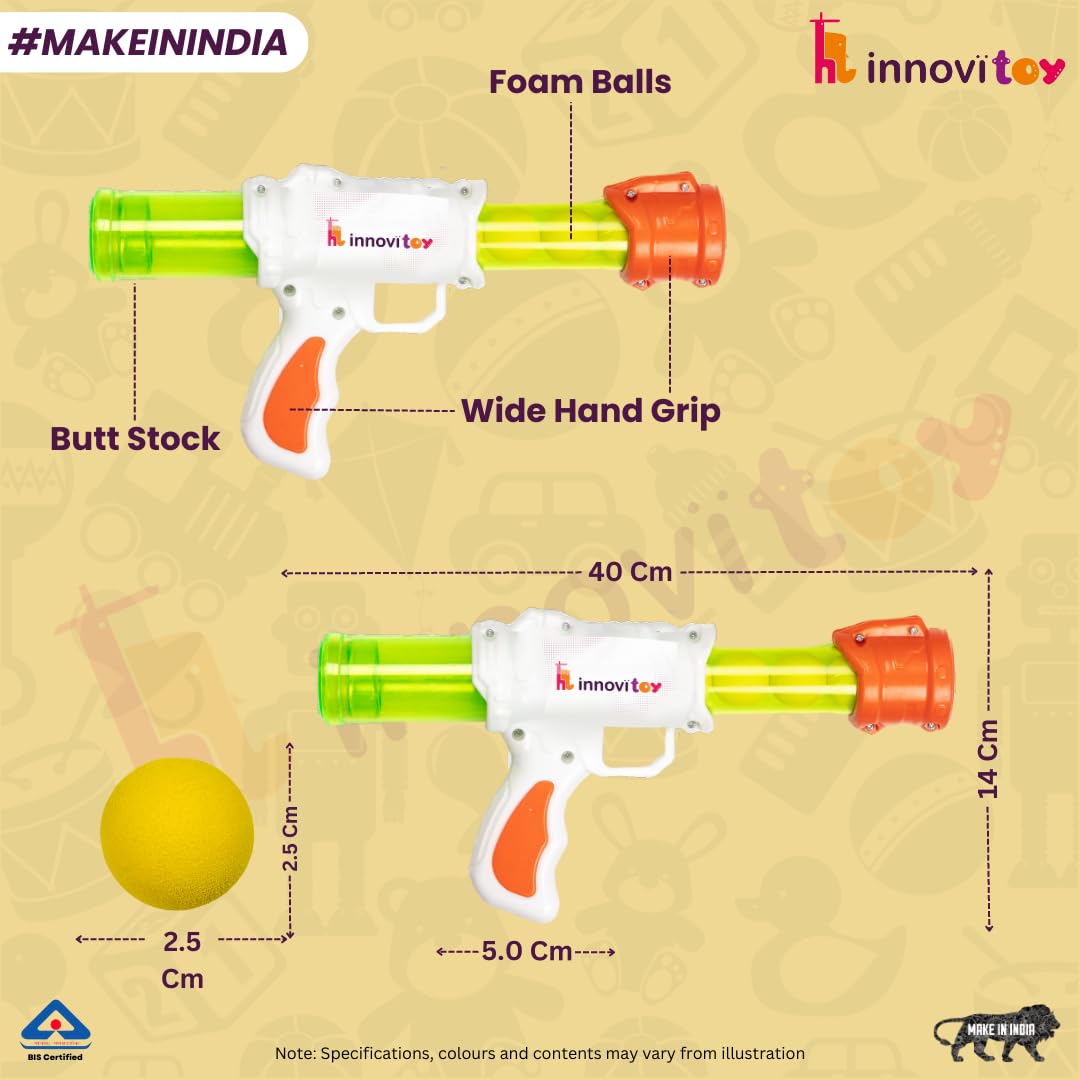 #MAKEININDIA
innovitoy
Foam Balls
innovitoy
Wide Hand Grip
Butt Stock
innovitoy
40 Cm
innovitoy
14 Cm
2.5 Cm
2.5
Cm
5.0 Cm
BIS Certified
MAKE IN INDIA
Note: Specifications, colours and contents may vary from illustration